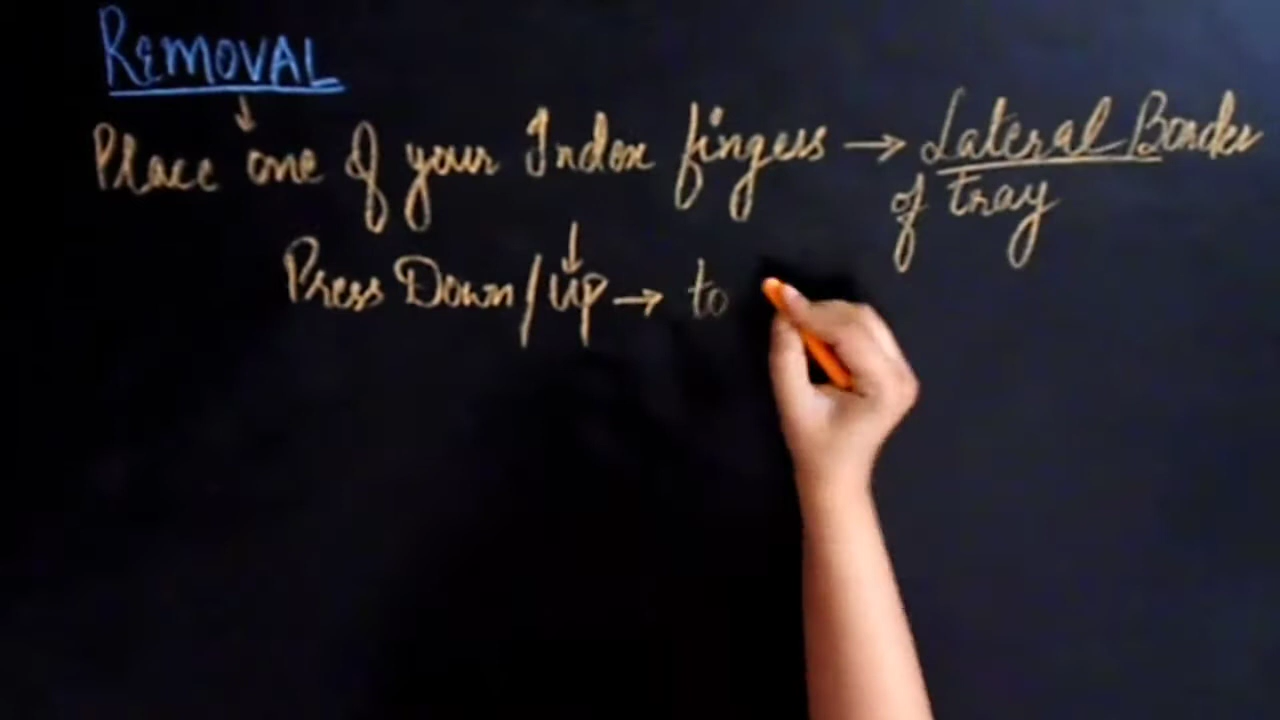 REMOVAL
↓
Place one of your Index fingers → Lateral Border
of tray
↓
Press Down/Up → to